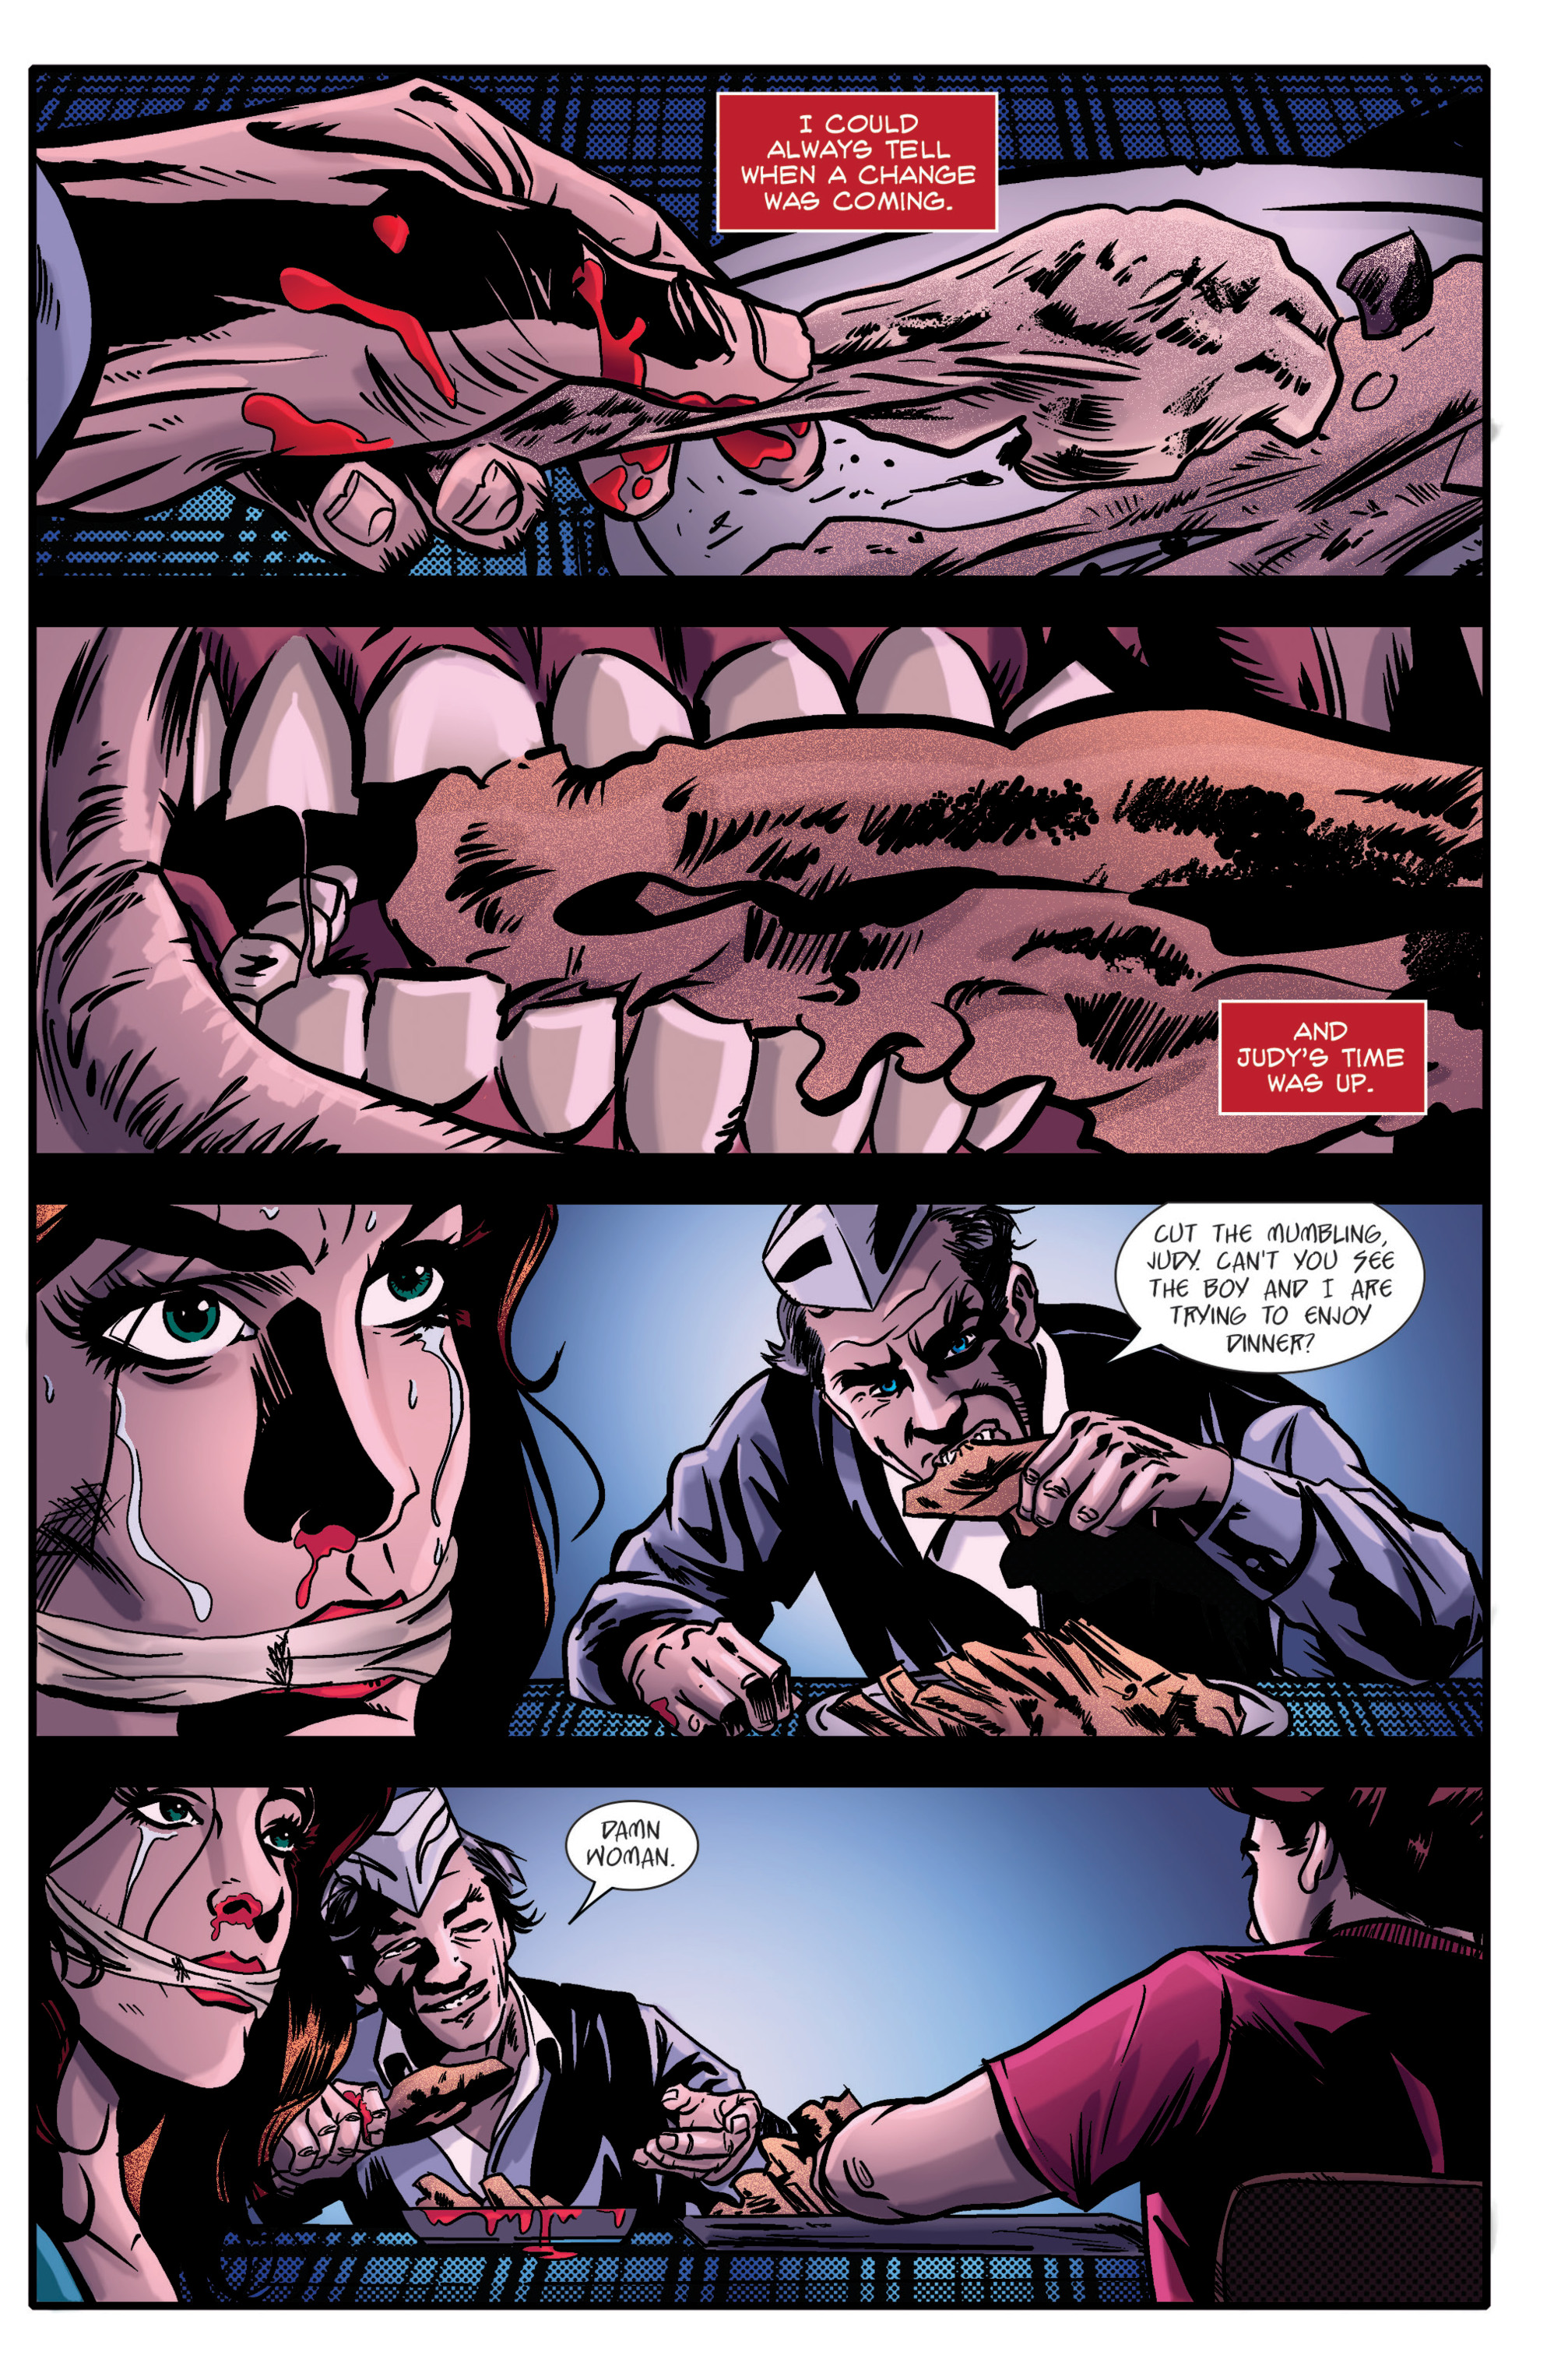 I COULD
ALWAYS TELL
WHEN A CHANGE
WAS COMING.
AND
JUDY'S TIME
WAS UP.
CUT THE MUMBLING,
JUDY. CAN'T YOU SEE
THE BOY AND I ARE
TRYING TO ENJOY
DINNER?
DAMN
WOMAN.